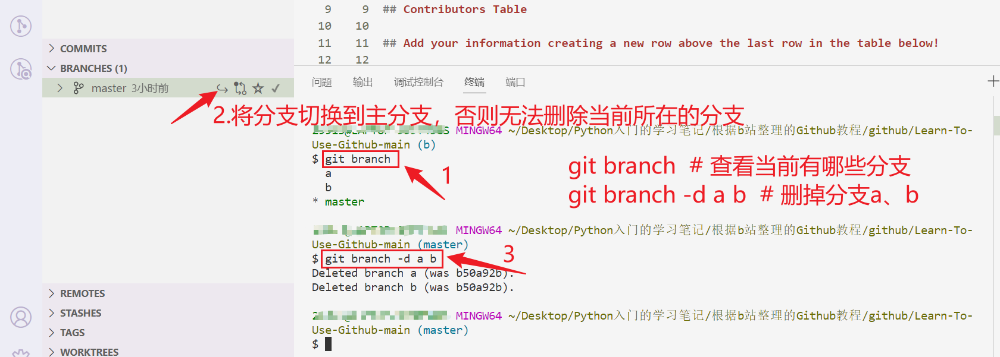 COMMITS
BRANCHES (1)
master 3小时前
REMOTES
STASHES
TAGS
WORKTREES
9 9 ## Contributors Table
10 10
11 11 ## Add your information creating a new row above the last row in the table below!
12 12
问题 输出 调试控制台 终端 端口
2.将分支切换到主分支，否则无法删除当前所在的分支
MINGW64 ~/Desktop/Python入门的学习笔记/根据b站整理的Github教程/github/Learn-To-
Use-Github-main (b)
$ git branch
1
a
b
* master
git branch # 查看当前有哪些分支
git branch -d a b # 删掉分支a、b
MINGW64 ~/Desktop/Python入门的学习笔记/根据b站整理的Github教程/github/Learn-To-
Use-Github-main (master)
$ git branch -d a b
3
Deleted branch a (was b50a92b).
Deleted branch b (was b50a92b).
MINGW64 ~/Desktop/Python入门的学习笔记/根据b站整理的Github教程/github/Learn-To-
Use-Github-main (master)
$